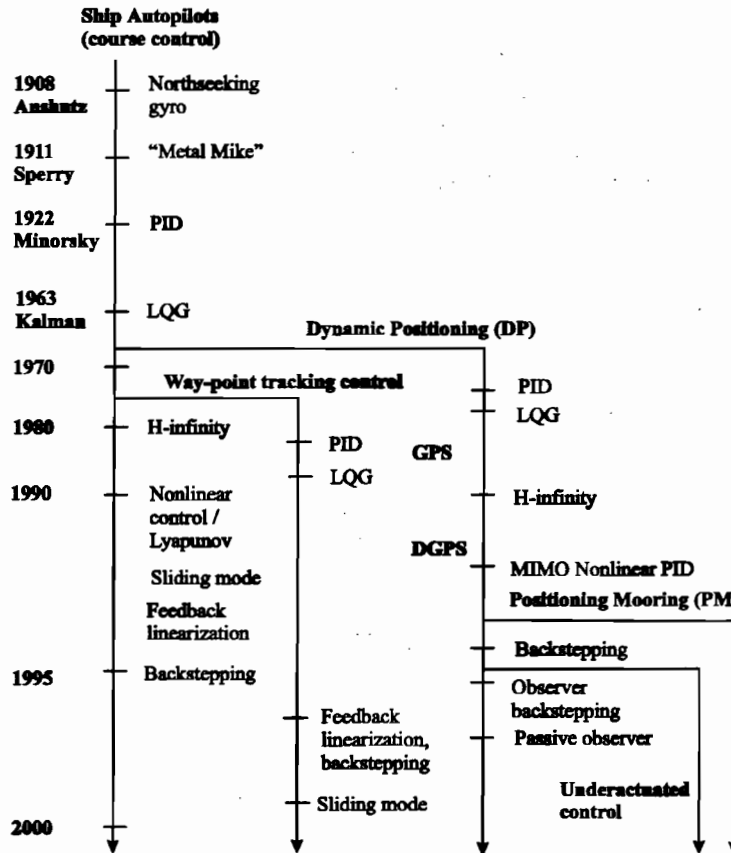 Ship Autopilots
(course control)
1908
Anshutz
Northseeking
gyro
1911
Sperry
"Metal Mike"
1922
Minorsky
PID
1963
Kalman
LQG
Dynamic Positioning (DP)
1970
Way-point tracking control
PID
LQG
1980
H-infinity
PID
GPS
LQG
1990
Nonlinear
control /
Lyapunov
H-infinity
DGPS
Sliding mode
MIMO Nonlinear PID
Positioning Mooring (PM
Feedback
linearization
Backstepping
1995
Backstepping
Observer
backstepping
Feedback
linearization,
backstepping
Passive observer
Underactuated
control
Sliding mode
2000